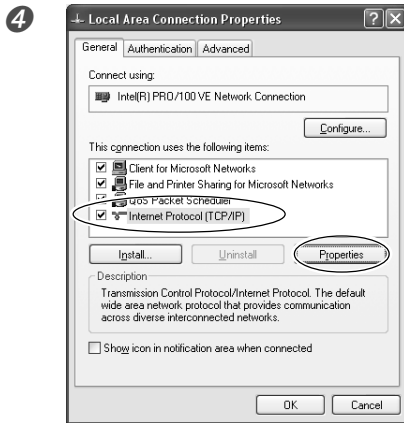 4
Local Area Connection Properties
General Authentication Advanced
Connect using:
Intel(R) PRO/100 VE Network Connection
Configure...
This connection uses the following items:
Client for Microsoft Networks
File and Printer Sharing for Microsoft Networks
QoS Packet Scheduler
Internet Protocol (TCP/IP)
Install... Uninstall Properties
Description
Transmission Control Protocol/Internet Protocol. The default
wide area network protocol that provides communication
across diverse interconnected networks.
Show icon in notification area when connected
OK Cancel